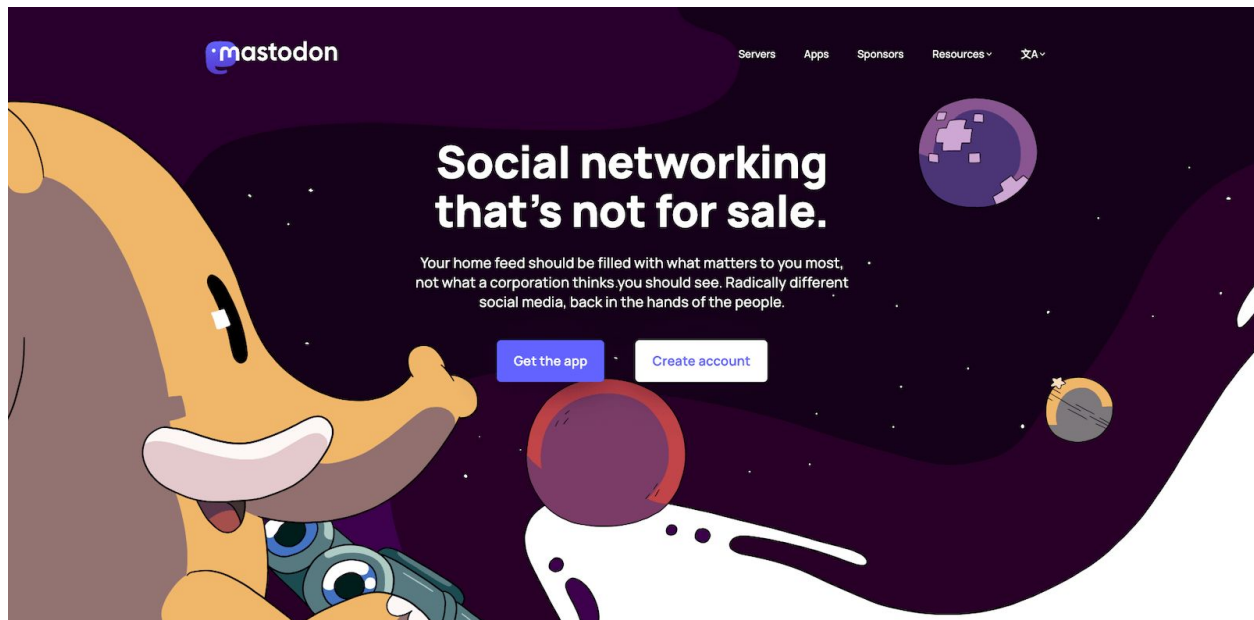 mastodon
Servers Apps Sponsors Resources 文A
Social networking
that's not for sale.
Your home feed should be filled with what matters to you most,
not what a corporation thinks you should see. Radically different
social media, back in the hands of the people.
Get the app Create account